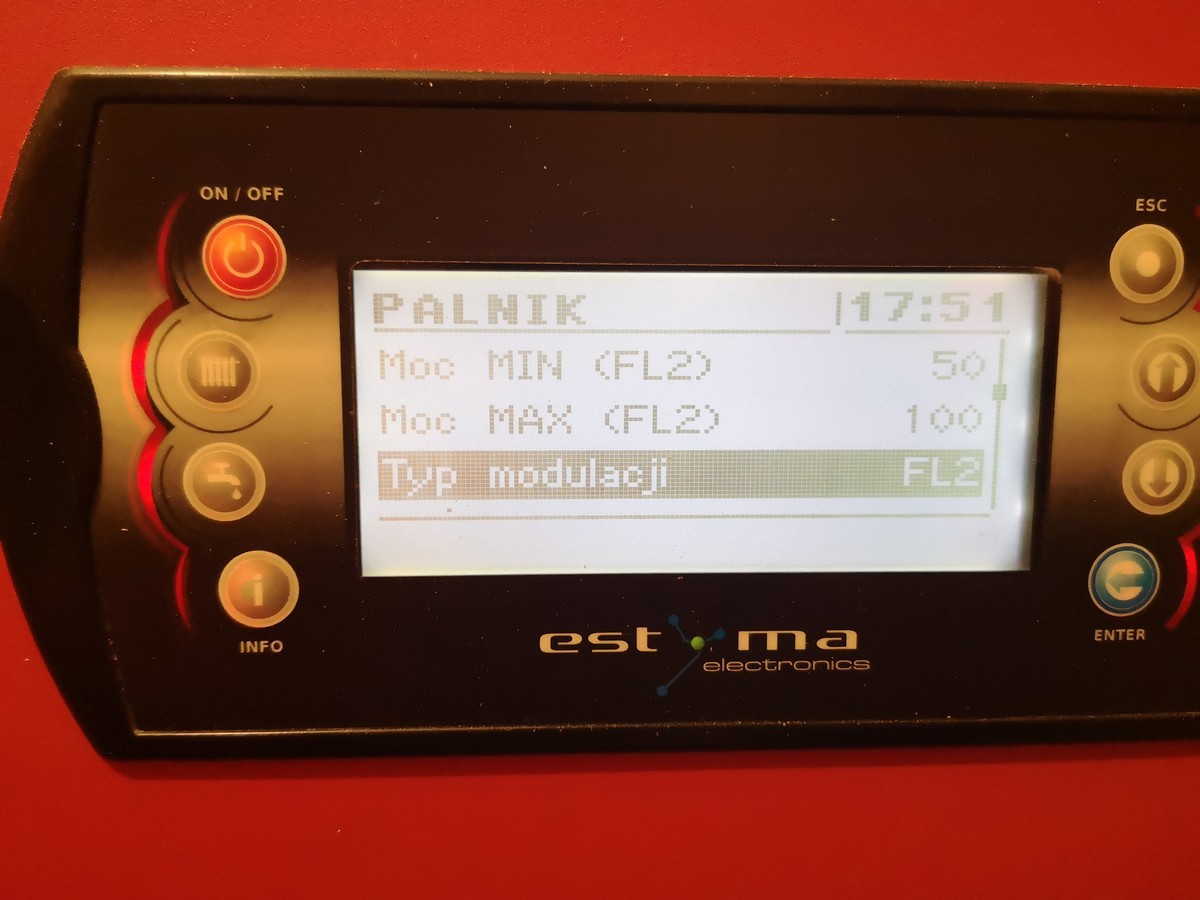 ON / OFF
ESC
PALNIK 17:51
Moc MIN (FL2) 50
Moc MAX (FL2) 100
Typ modulacji FL2
i
INFO
ENTER
estyma
electronics